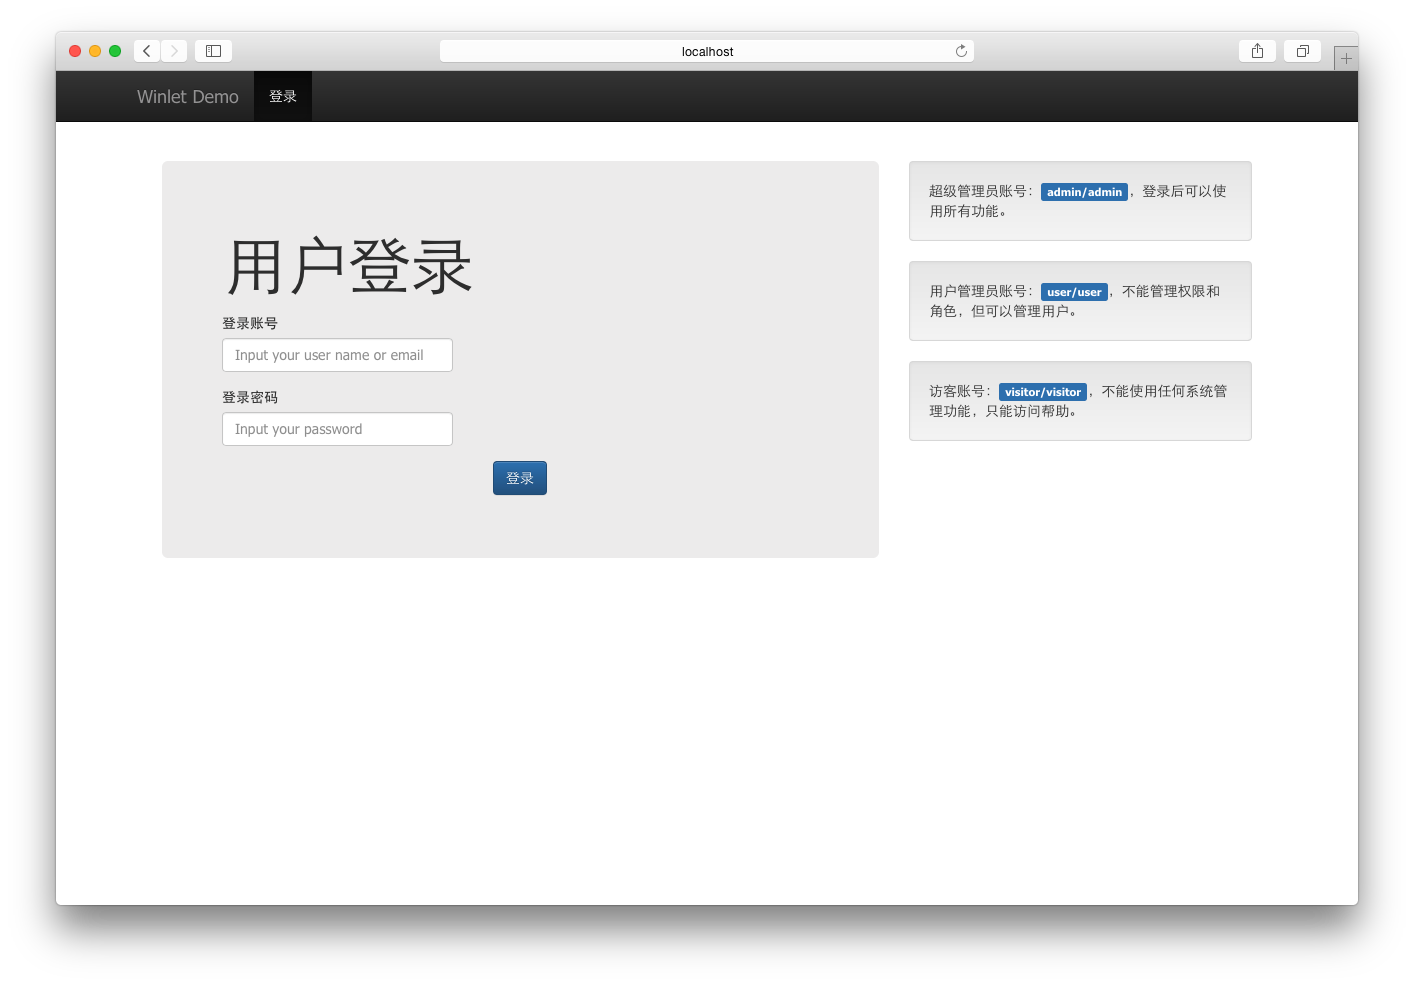 localhost
Winlet Demo 登录
用户登录
登录账号
Input your user name or email
登录密码
Input your password
登录
超级管理员账号：admin/admin，登录后可以使
用所有功能。
用户管理员账号：user/user，不能管理权限和
角色，但可以管理用户。
访客账号：visitor/visitor，不能使用任何系统管
理功能，只能访问帮助。